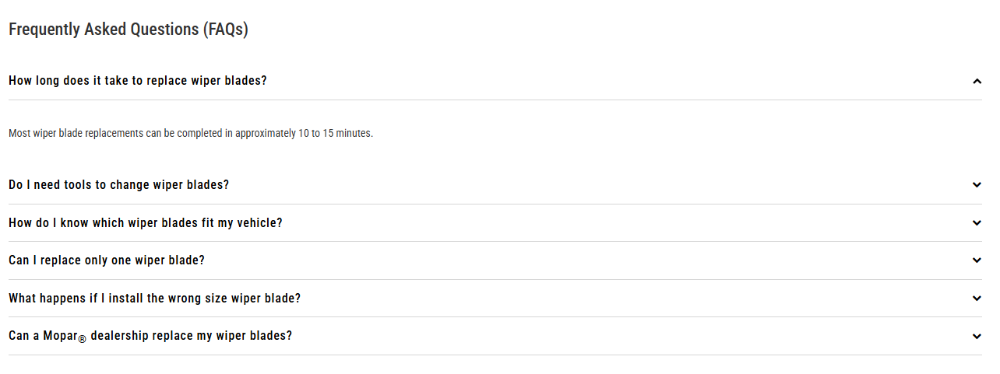 Frequently Asked Questions (FAQs)
How long does it take to replace wiper blades?
Most wiper blade replacements can be completed in approximately 10 to 15 minutes.
Do I need tools to change wiper blades?
How do I know which wiper blades fit my vehicle?
Can I replace only one wiper blade?
What happens if I install the wrong size wiper blade?
Can a Mopar® dealership replace my wiper blades?